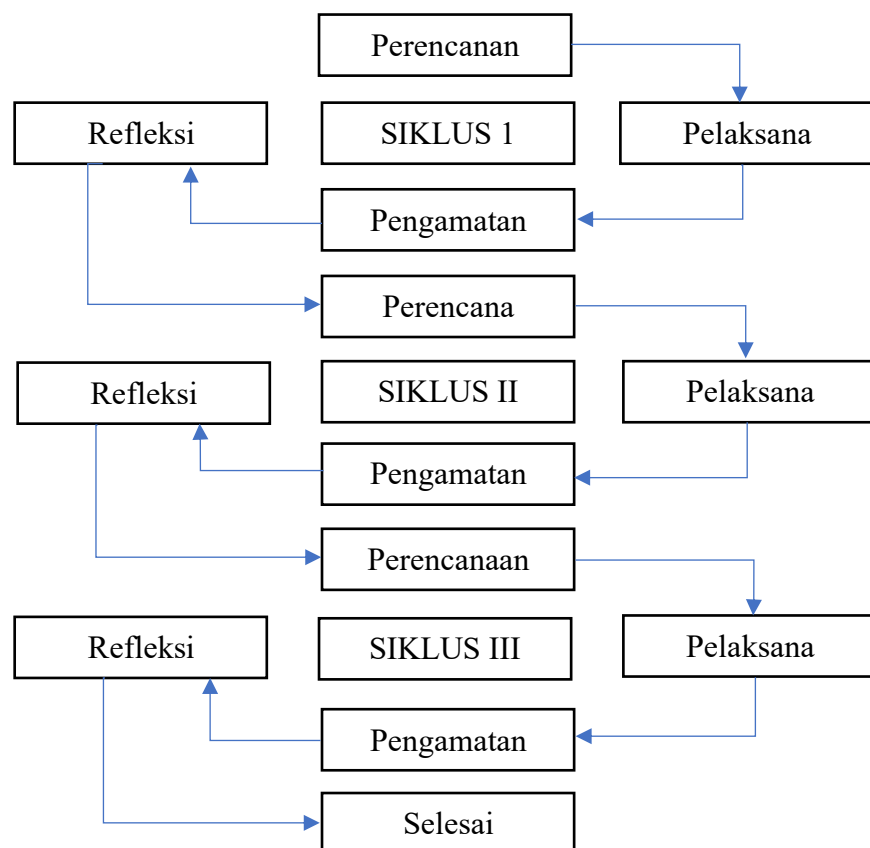 Perencanan
Refleksi
SIKLUS 1
Pelaksana
Pengamatan
Perencana
Refleksi
SIKLUS II
Pelaksana
Pengamatan
Perencanaan
Refleksi
SIKLUS III
Pelaksana
Pengamatan
Selesai